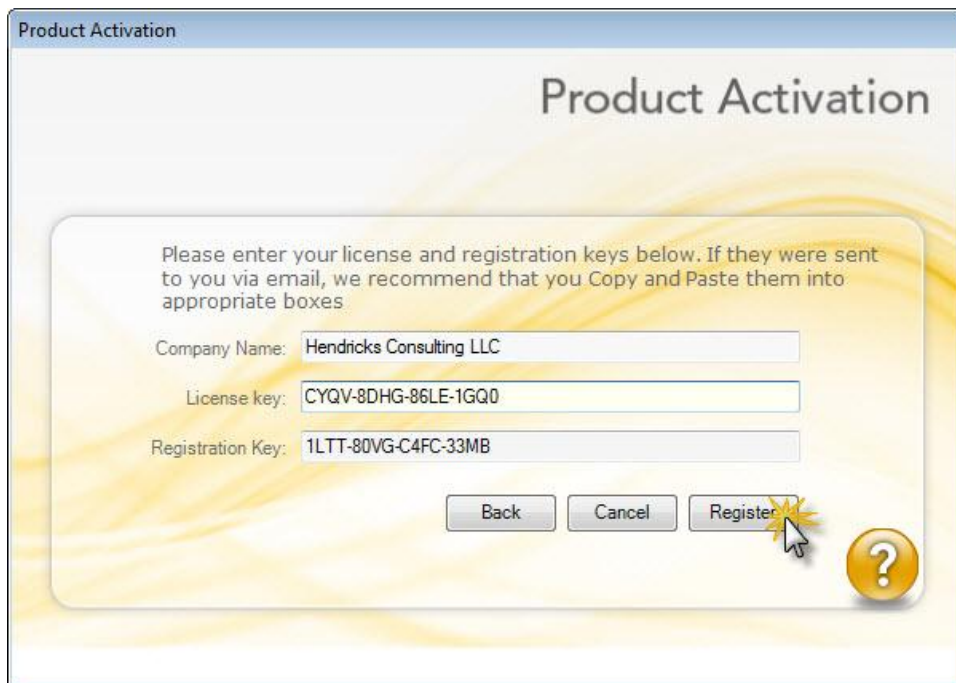 Product Activation
Product Activation
Please enter your license and registration keys below. If they were sent
to you via email, we recommend that you Copy and Paste them into
appropriate boxes
Company Name: Hendricks Consulting LLC
License key: CYQV-8DHG-86LE-1GQ0
Registration Key: 1LTT-80VG-C4FC-33MB
Back Cancel Register
?